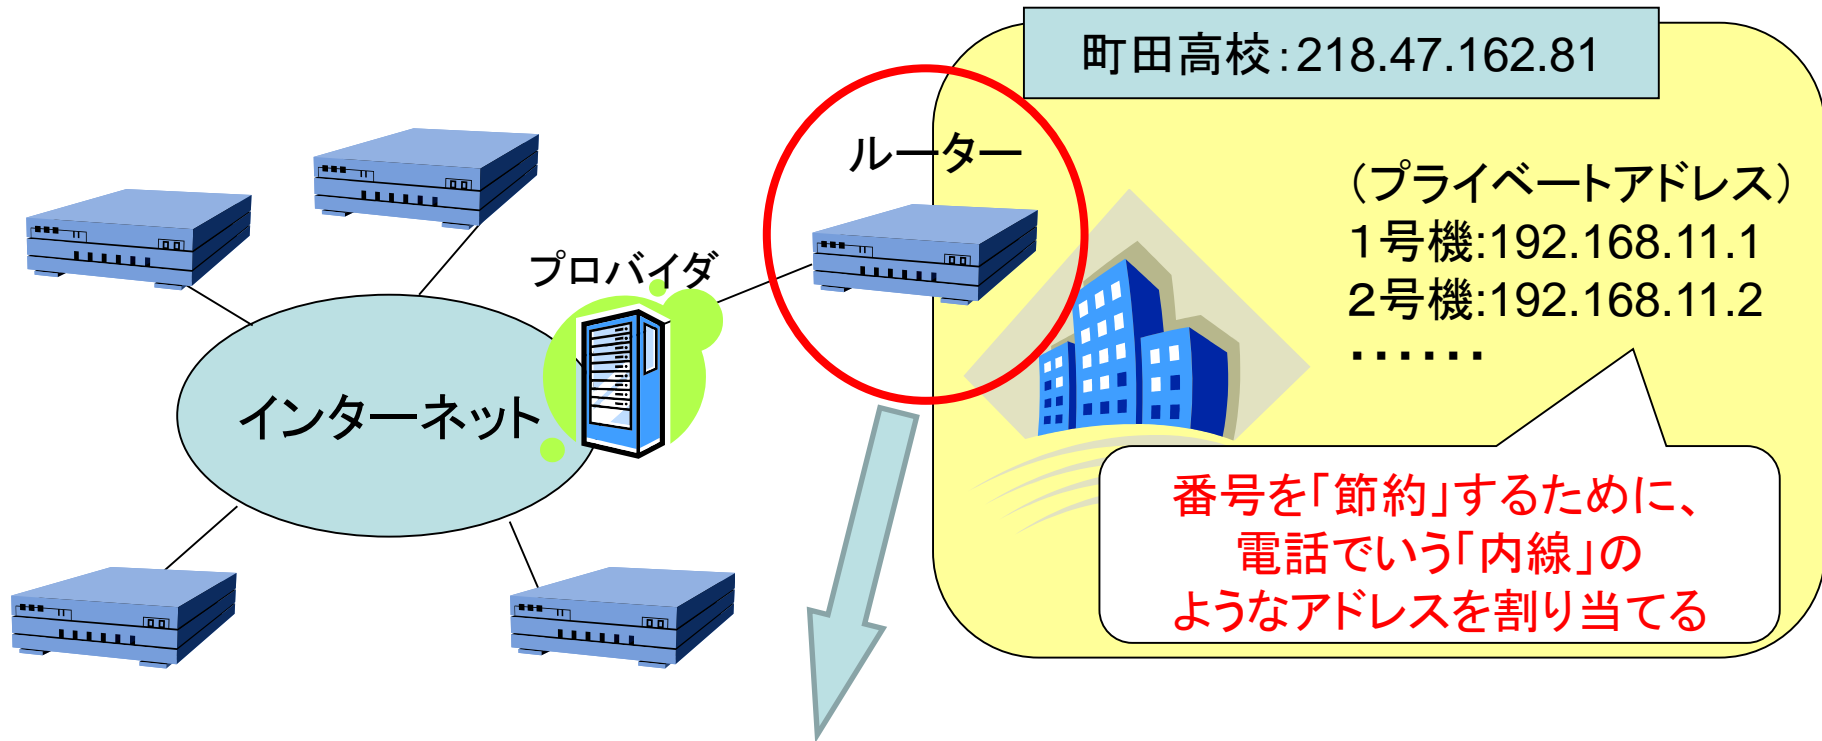 町田高校：218.47.162.81
ルーター
（プライベートアドレス）
１号機:192.168.11.1
２号機:192.168.11.2
・・・・・・
プロバイダ
インターネット
番号を「節約」するために、
電話でいう「内線」の
ようなアドレスを割り当てる